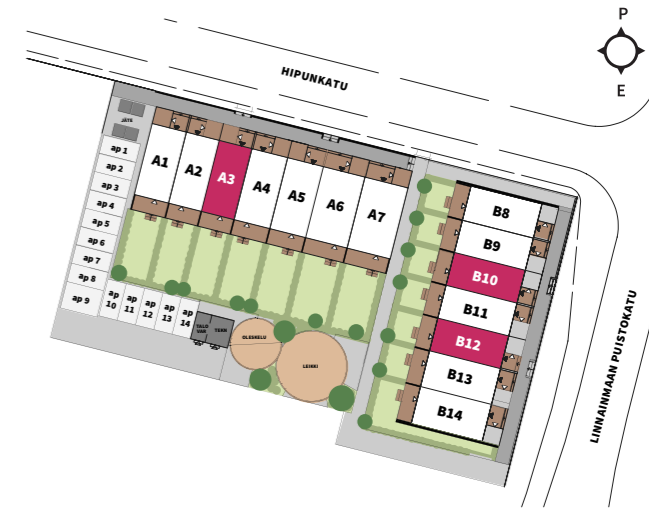 P
E
HIPUNKATU
LINNAINMAAN PUISTOKATU
JÄTE
ap 1
ap 2
ap 3
ap 4
ap 5
ap 6
ap 7
ap 8
ap 9
ap
10
ap
11
ap
12
ap
13
ap
14
TALO
VAR
TEKN
OLESKELU
LEIKKI
A1
A2
A3
A4
A5
A6
A7
B8
B9
B10
B11
B12
B13
B14